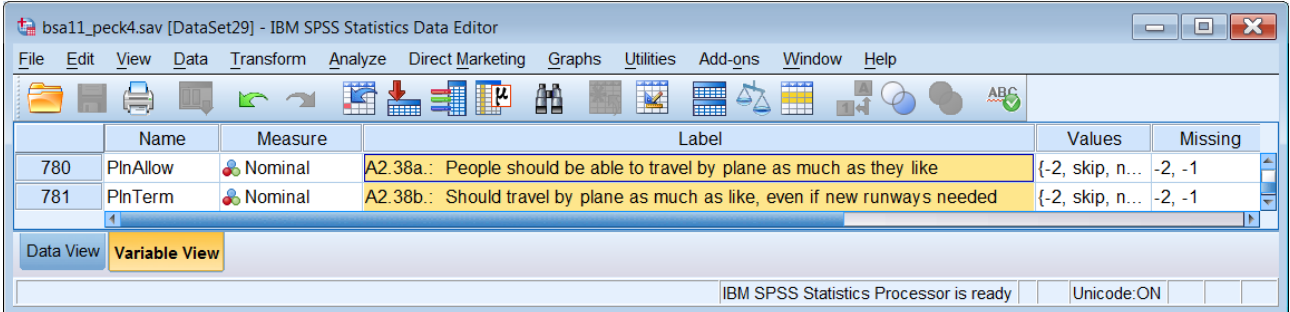 bsa11_peck4.sav [DataSet29] - IBM SPSS Statistics Data Editor
File Edit View Data Transform Analyze Direct Marketing Graphs Utilities Add-ons Window Help
Name Measure Label Values Missing
780 PlnAllow Nominal A2.38a.: People should be able to travel by plane as much as they like {-2, skip, n... -2, -1
781 PlnTerm Nominal A2.38b.: Should travel by plane as much as like, even if new runways needed {-2, skip, n... -2, -1
Data View Variable View
IBM SPSS Statistics Processor is ready Unicode:ON